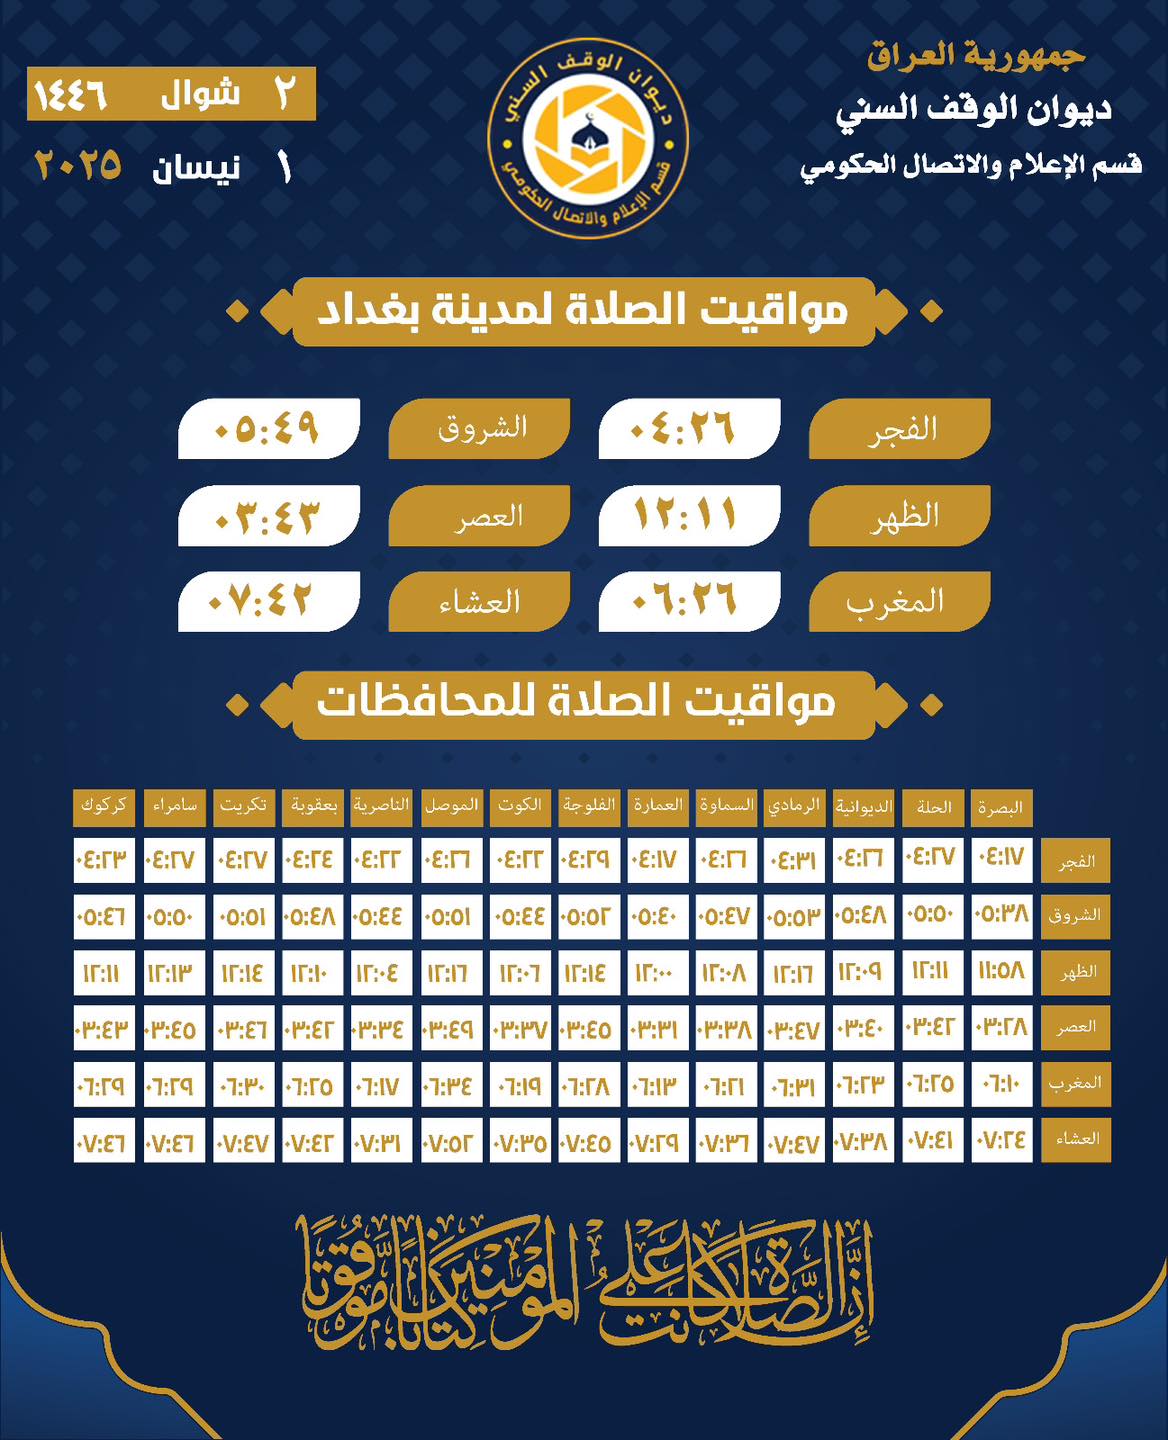 جمهورية العراق
ديوان الوقف السني
قسم الإعلام والاتصال الحكومي
ديوان الوقف السني
قسم الإعلام والاتصال الحكومي
٢ شوال ١٤٤٦
١ نيسان ٢٠٢٥
مواقيت الصلاة لمدينة بغداد
الفجر ٠٤:٢٦ الشروق ٠٥:٤٩
الظهر ١٢:١١ العصر ٠٣:٤٣
المغرب ٠٦:٢٦ العشاء ٠٧:٤٢
مواقيت الصلاة للمحافظات
البصرة الحلة الديوانية الرمادي السماوة العمارة الفلوجة الكوت الموصل الناصرية بعقوبة تكريت سامراء كركوك
الفجر ٠٤:١٧ ٠٤:٢٧ ٠٤:٢٦ ٠٤:٣١ ٠٤:٢٦ ٠٤:١٧ ٠٤:٢٩ ٠٤:٢٢ ٠٤:٢٦ ٠٤:٢٢ ٠٤:٢٤ ٠٤:٢٧ ٠٤:٢٧ ٠٤:٢٣
الشروق ٠٥:٣٨ ٠٥:٥٠ ٠٥:٤٨ ٠٥:٥٣ ٠٥:٤٧ ٠٥:٤٠ ٠٥:٥٢ ٠٥:٤٤ ٠٥:٥١ ٠٥:٤٤ ٠٥:٤٨ ٠٥:٥١ ٠٥:٥٠ ٠٥:٤٦
الظهر ١١:٥٨ ١٢:١١ ١٢:٠٩ ١٢:١٦ ١٢:٠٨ ١٢:٠٠ ١٢:١٤ ١٢:٠٦ ١٢:١٦ ١٢:٠٤ ١٢:١٠ ١٢:١٤ ١٢:١٣ ١٢:١١
العصر ٠٣:٢٨ ٠٣:٤٢ ٠٣:٤٠ ٠٣:٤٧ ٠٣:٣٨ ٠٣:٣١ ٠٣:٤٥ ٠٣:٣٧ ٠٣:٤٩ ٠٣:٣٤ ٠٣:٤٢ ٠٣:٤٦ ٠٣:٤٥ ٠٣:٤٣
المغرب ٠٦:١٠ ٠٦:٢٥ ٠٦:٢٣ ٠٦:٣١ ٠٦:٢١ ٠٦:١٣ ٠٦:٢٨ ٠٦:١٩ ٠٦:٣٤ ٠٦:١٧ ٠٦:٢٥ ٠٦:٣٠ ٠٦:٢٩ ٠٦:٢٩
العشاء ٠٧:٢٤ ٠٧:٤١ ٠٧:٣٨ ٠٧:٤٧ ٠٧:٣٦ ٠٧:٢٩ ٠٧:٤٥ ٠٧:٣٥ ٠٧:٥٢ ٠٧:٣١ ٠٧:٤٢ ٠٧:٤٧ ٠٧:٤٦ ٠٧:٤٦
إِنَّ الصَّلَاةَ كَانَتْ عَلَى الْمُؤْمِنِينَ كِتَابًا مَوْقُوتًا